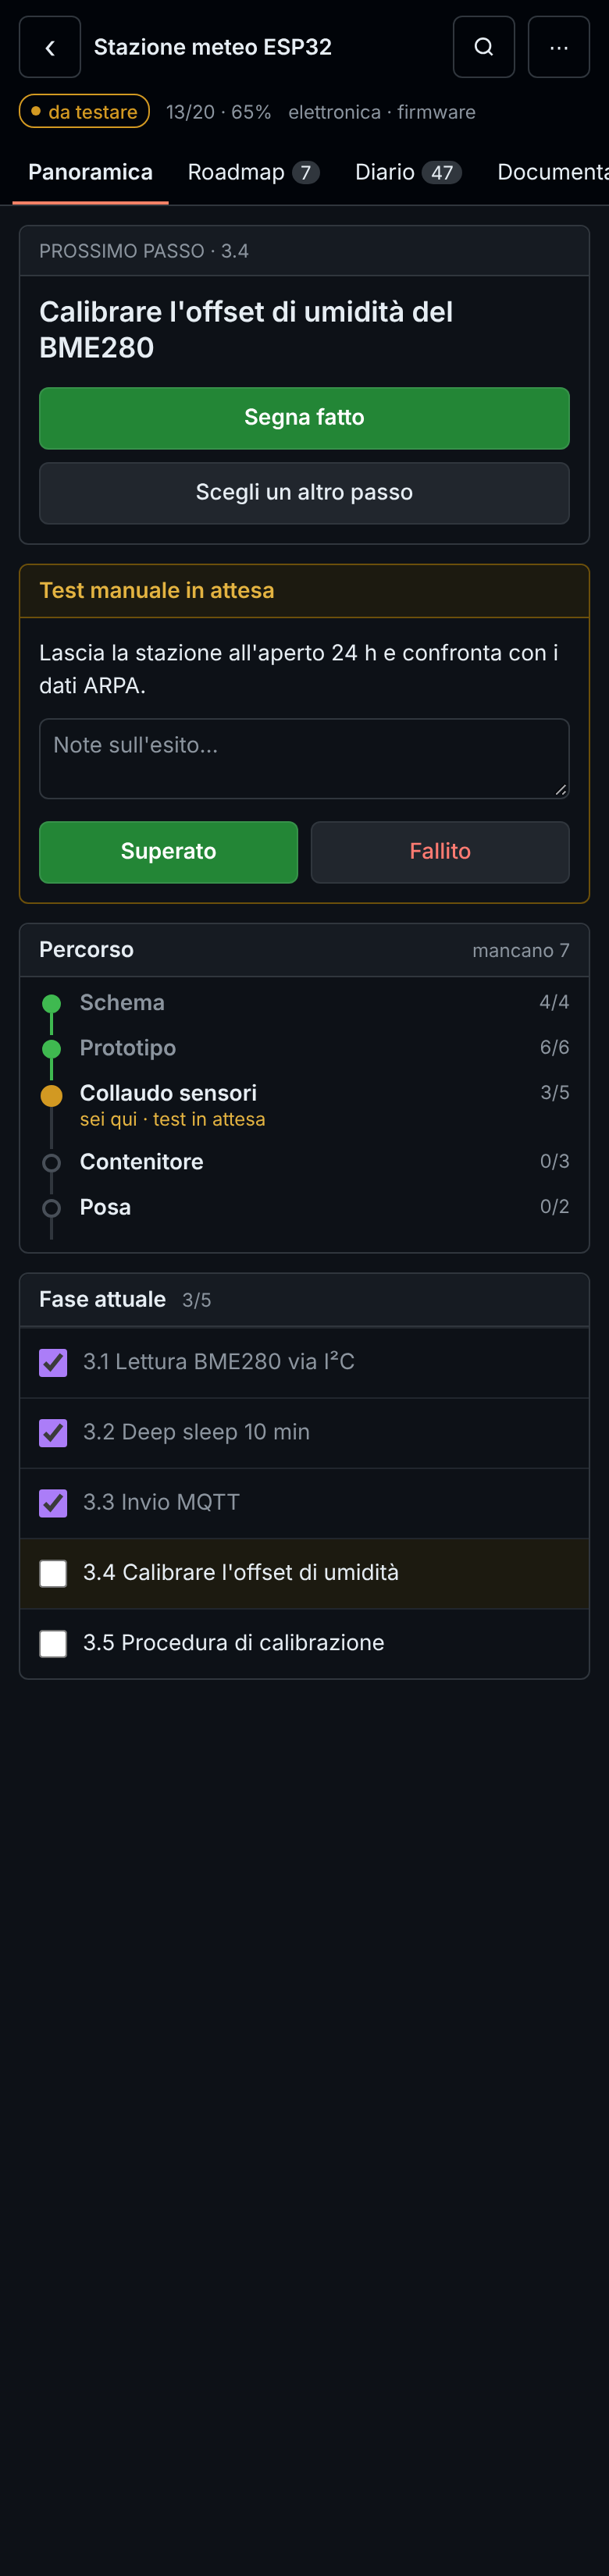 Stazione meteo ESP32
da testare 13/20 · 65% elettronica · firmware
Panoramica Roadmap 7 Diario 47 Documenta
PROSSIMO PASSO · 3.4
Calibrare l'offset di umidità del
BME280
Segna fatto
Scegli un altro passo
Test manuale in attesa
Lascia la stazione all'aperto 24 h e confronta con i
dati ARPA.
Note sull'esito...
Superato Fallito
Percorso mancano 7
Schema 4/4
Prototipo 6/6
Collaudo sensori 3/5
sei qui · test in attesa
Contenitore 0/3
Posa 0/2
Fase attuale 3/5
3.1 Lettura BME280 via I²C
3.2 Deep sleep 10 min
3.3 Invio MQTT
3.4 Calibrare l'offset di umidità
3.5 Procedura di calibrazione